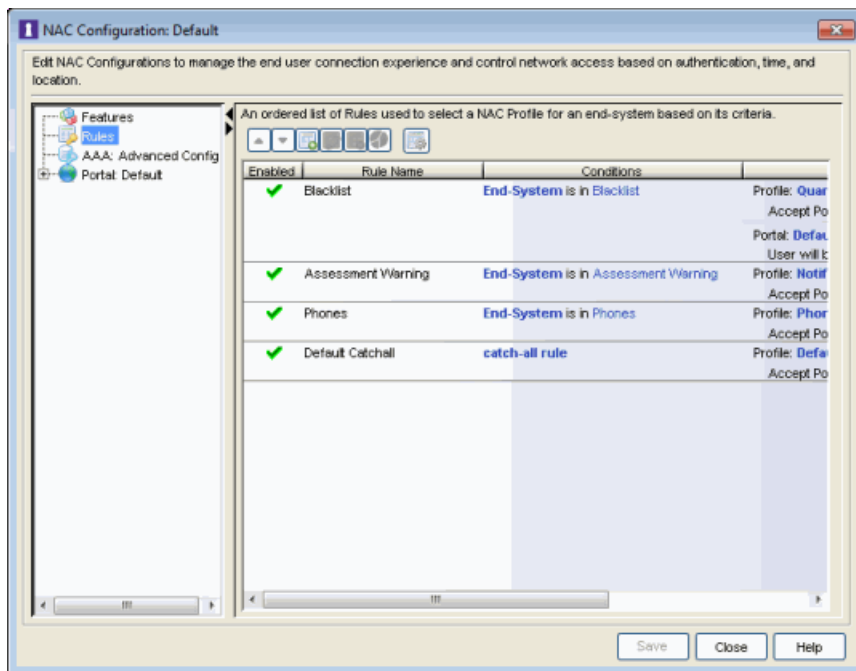 NAC Configuration: Default
Edit NAC Configurations to manage the end user connection experience and control network access based on authentication, time, and
location.
Features
Rules
AAA: Advanced Config
Portal: Default
An ordered list of Rules used to select a NAC Profile for an end-system based on its criteria.
Enabled Rule Name Conditions
Blacklist End-System is in Blacklist Profile: Quar
Accept Po
Portal: Defau
User will b
Assessment Warning End-System is in Assessment Warning Profile: Notif
Accept Po
Phones End-System is in Phones Profile: Phor
Accept Po
Default Catchall catch-all rule Profile: Defa
Accept Po
Save Close Help